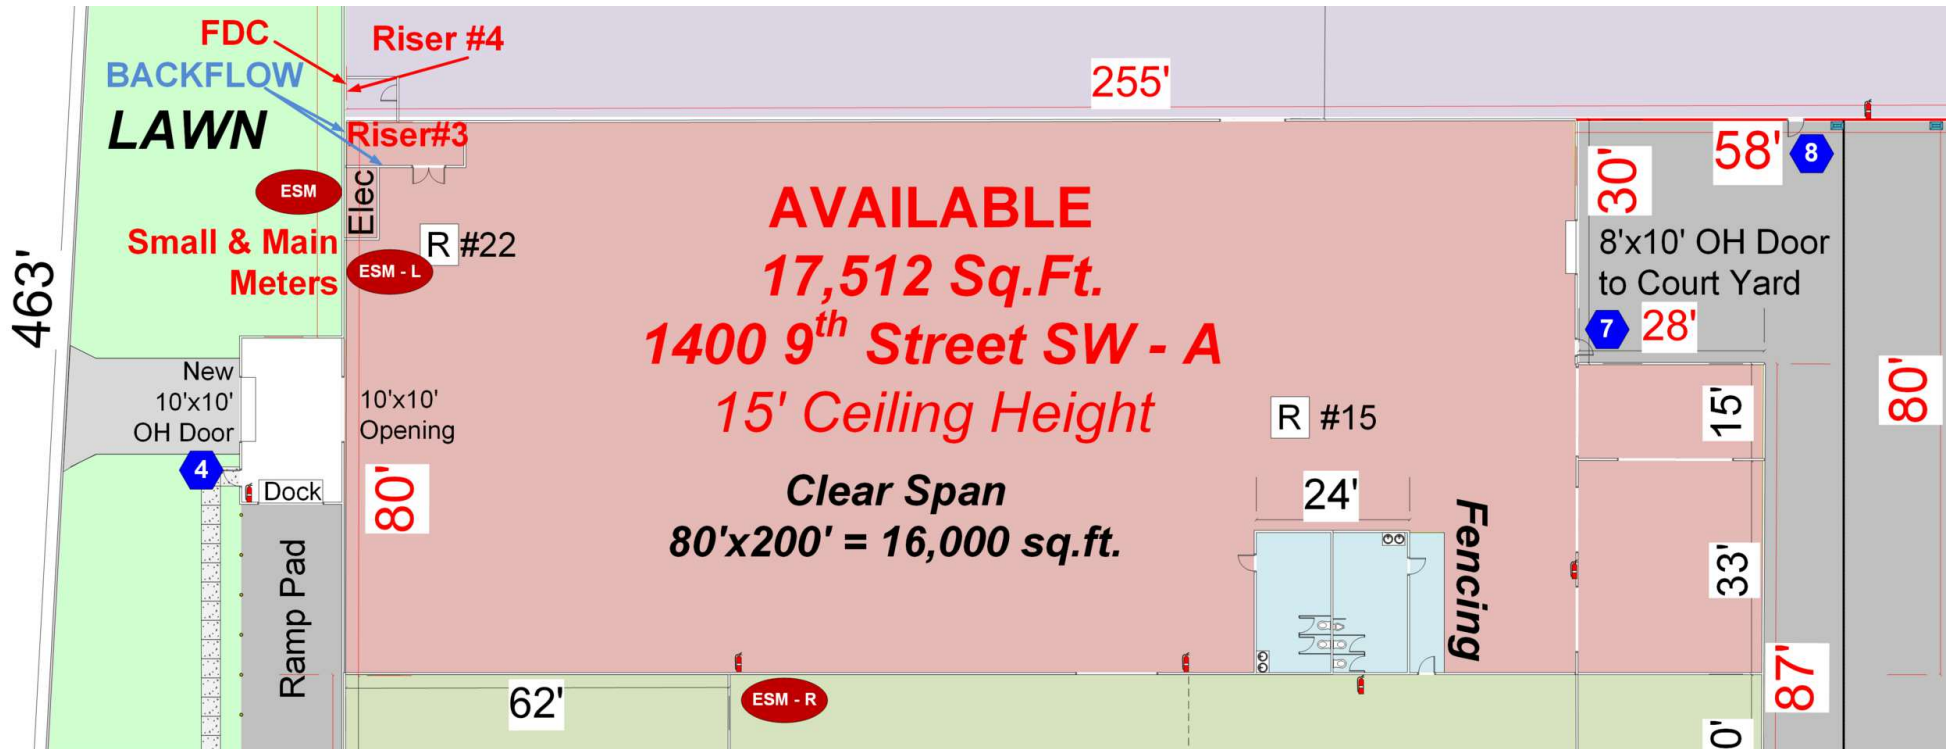 FDC
Riser #4
BACKFLOW
LAWN
Riser#3
255'
58'
8
30'
ESM
Elec
R #22
Small & Main
Meters
ESM - L
AVAILABLE
17,512 Sq.Ft.
1400 9th Street SW - A
15' Ceiling Height
8'x10' OH Door
to Court Yard
7
28'
463'
New
10'x10'
OH Door
10'x10'
Opening
R #15
15'
80'
4
Dock
80'
Clear Span
80'x200' = 16,000 sq.ft.
24'
Fencing
33'
Ramp Pad
62'
ESM - R
87'
0'